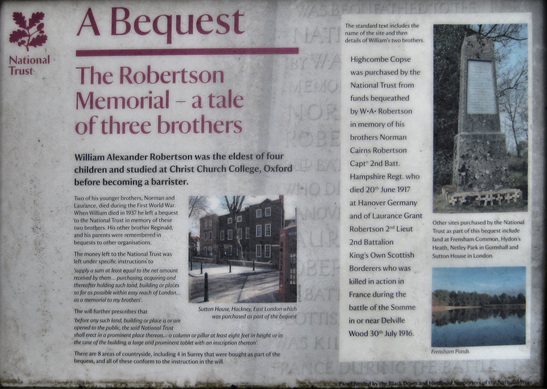 National
Trust
A Bequest
The Robertson
Memorial – a tale
of three brothers
William Alexander Robertson was the eldest of four
children and studied at Christ Church College, Oxford
before becoming a barrister.
Two of his younger brothers, Norman and
Laurance, died during the First World War.
When William died in 1937 he left a bequest
to the National Trust in memory of these
two brothers. His other brother Reginald,
and his parents were remembered in
bequests to other organisations.
The money left to the National Trust was
left under specific instructions to
'supply a sum at least equal to the net amount
received by them... purchasing, acquiring and
thereafter holding such land, building or places
as far as possible within easy reach of London...
as a memorial to my brothers'.
The will further prescribes that
'before any such land, building or place is
opened to the public, the said National Trust
shall erect in a prominent place thereon... a column or pillar at least eight feet in height or in
the case of the building a large and prominent tablet with an inscription thereon'
There are 8 areas of countryside, including 4 in Surrey that were bought as part of the
bequest, and all of these conform to the instruction in the will.
Sutton House, Hackney, East London which
was purchased as part of the bequest
The standard text includes the
name of the site and then
details of William's two brothers.
Highcombe Copse
was purchased by the
National Trust from
funds bequeathed
by W•A• Robertson
in memory of his
brothers Norman
Cairns Robertson
Captn 2nd Batt.
Hampshire Regt. who
died 20th June 1917
at Hanover Germany
and of Laurance Grant
Robertson 2nd Lieut
2nd Battalion
King's Own Scottish
Borderers who was
killed in action in
France during the
battle of the Somme
in or near Delville
Wood 30th July 1916.
Other sites purchased by the National
Trust as part of this bequest include
land at Frensham Common, Hydon's
Heath, Netley Park in Gomshall and
Sutton House in London.
Frensham Ponds